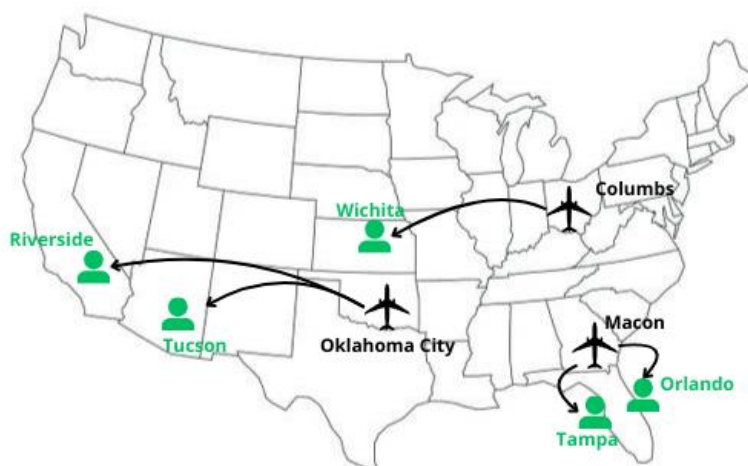 Columbs
Wichita
Riverside
Macon
Tucson
Oklahoma City
Orlando
Tampa